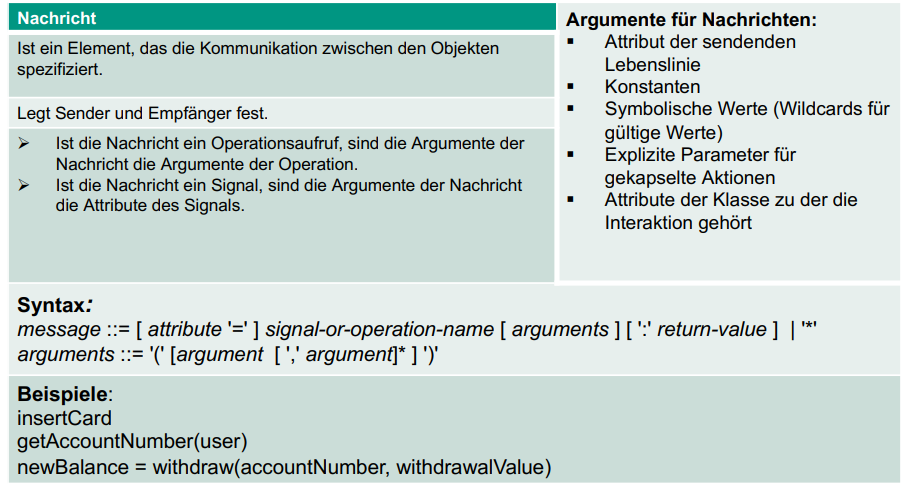 Nachricht
Ist ein Element, das die Kommunikation zwischen den Objekten
spezifiziert.
Legt Sender und Empfänger fest.
➢ Ist die Nachricht ein Operationsaufruf, sind die Argumente der
Nachricht die Argumente der Operation.
➢ Ist die Nachricht ein Signal, sind die Argumente der Nachricht
die Attribute des Signals.
Argumente für Nachrichten:
▪ Attribut der sendenden
Lebenslinie
▪ Konstanten
▪ Symbolische Werte (Wildcards für
gültige Werte)
▪ Explizite Parameter für
gekapselte Aktionen
▪ Attribute der Klasse zu der die
Interaktion gehört
Syntax:
message ::= [ attribute '=' ] signal-or-operation-name [ arguments ] [ ':' return-value ] | '*'
arguments ::= '(' [argument [ ',' argument]* ] ')'
Beispiele:
insertCard
getAccountNumber(user)
newBalance = withdraw(accountNumber, withdrawalValue)